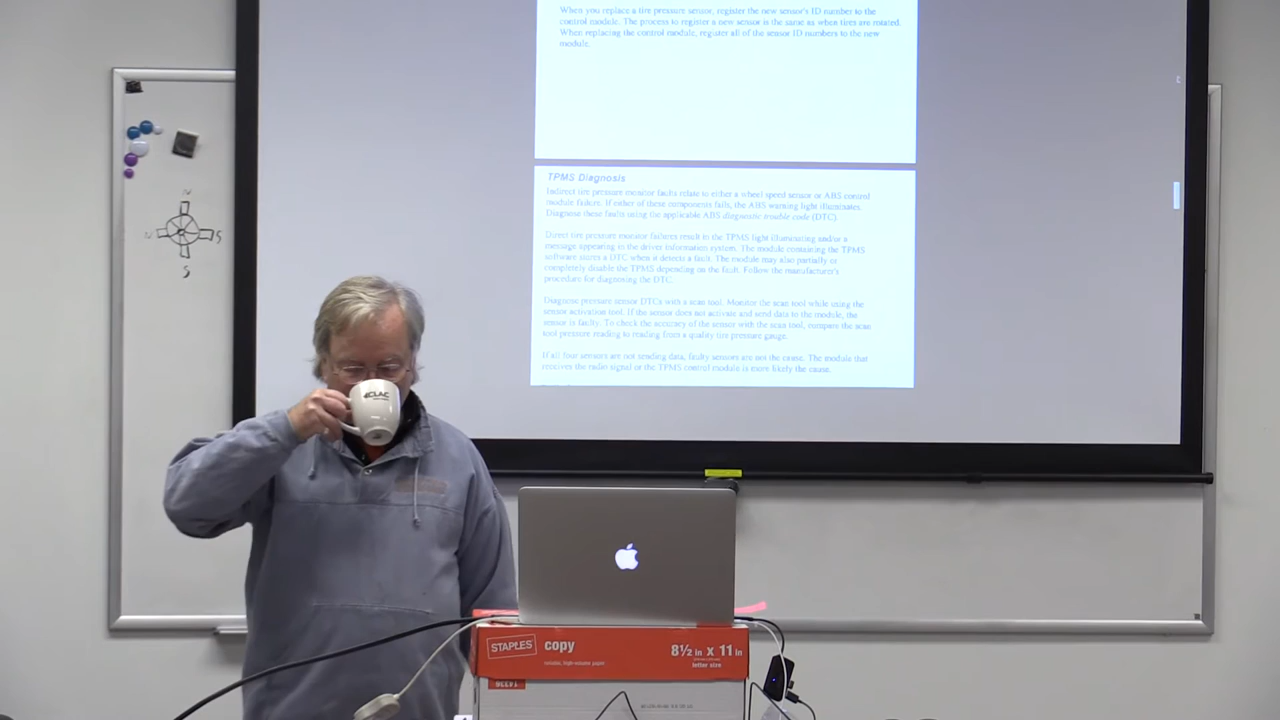 When you replace a tire pressure sensor, register the new sensor's ID number to the
control module. The process to register a new sensor is the same as when tires are rotated.
When replacing the control module, register all of the sensor ID numbers to the new
module.
TPMS Diagnosis
Indirect tire pressure monitor faults relate to either a wheel speed sensor or ABS control
module failure. If either of these components fails, the ABS warning light illuminates.
Diagnose these faults using the applicable ABS diagnostic trouble code (DTC).
Direct tire pressure monitor failures result in the TPMS light illuminating and/or a
message appearing in the driver information system. The module containing the TPMS
software stores a DTC when it detects a fault. The module may also partially or
completely disable the TPMS depending on the fault. Follow the manufacturer's
procedure for diagnosing the DTC.
Diagnose pressure sensor DTCs with a scan tool. Monitor the scan tool while using the
sensor activation tool. If the sensor does not activate and send data to the module, the
sensor is faulty. To check the accuracy of the sensor with the scan tool, compare the scan
tool pressure reading to reading from a quality tire pressure gauge.
If all four sensors are not sending data, faulty sensors are not the cause. The module that
receives the radio signal or the TPMS control module is more likely the cause.
N
N S
S
CLAC
STAPLES copy 8½ in x 11 in
letter size